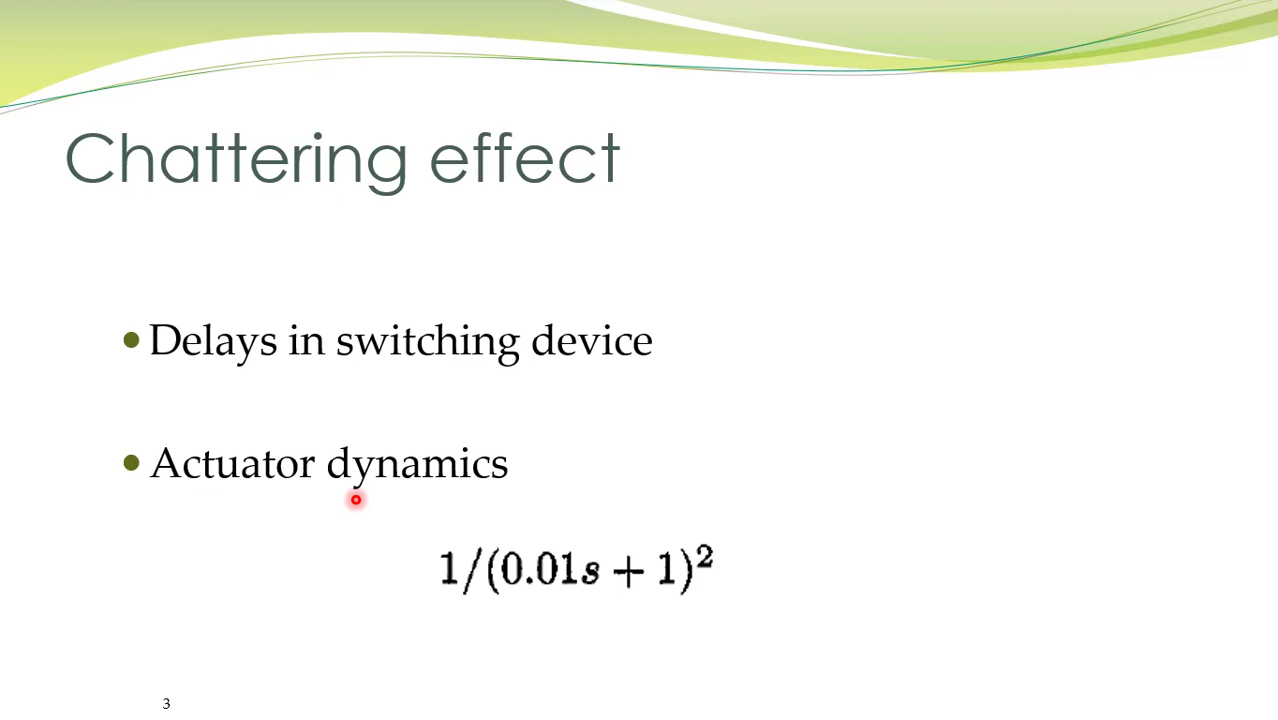 Chattering effect
• Delays in switching device
• Actuator dynamics
1/(0.01s + 1)²
3